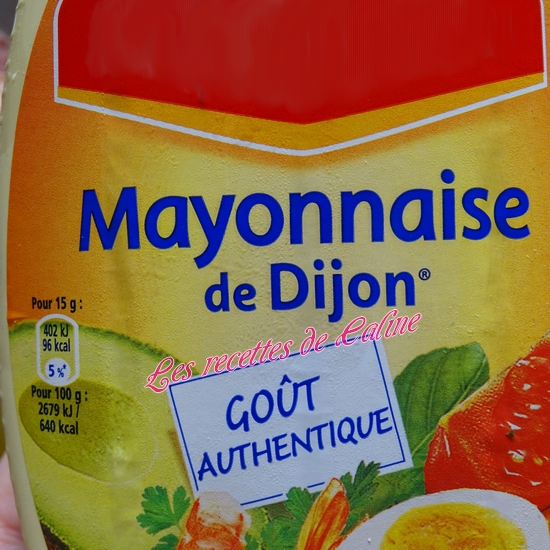 Mayonnaise
de Dijon®
Pour 15 g :
402 kJ
96 kcal
5 %*
Pour 100 g :
2679 kJ /
640 kcal
Les recettes de Caline
GOÛT
AUTHENTIQUE